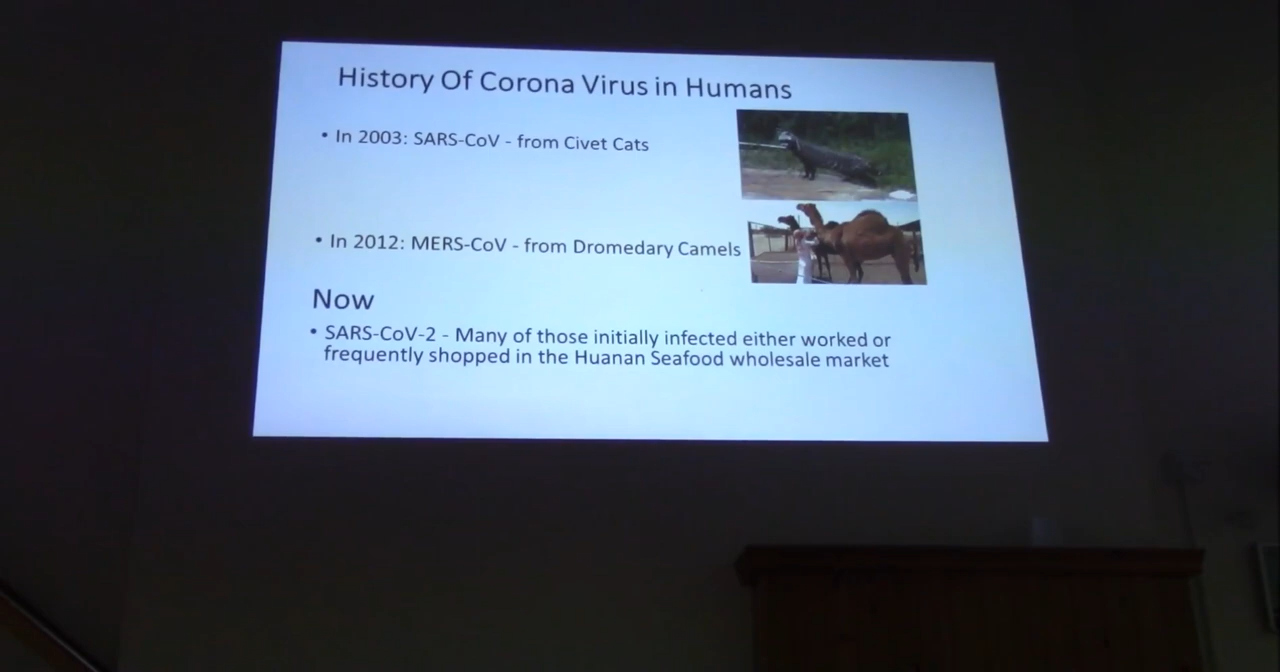 History Of Corona Virus in Humans
• In 2003: SARS-CoV - from Civet Cats
• In 2012: MERS-CoV - from Dromedary Camels
Now
• SARS-CoV-2 - Many of those initially infected either worked or
frequently shopped in the Huanan Seafood wholesale market